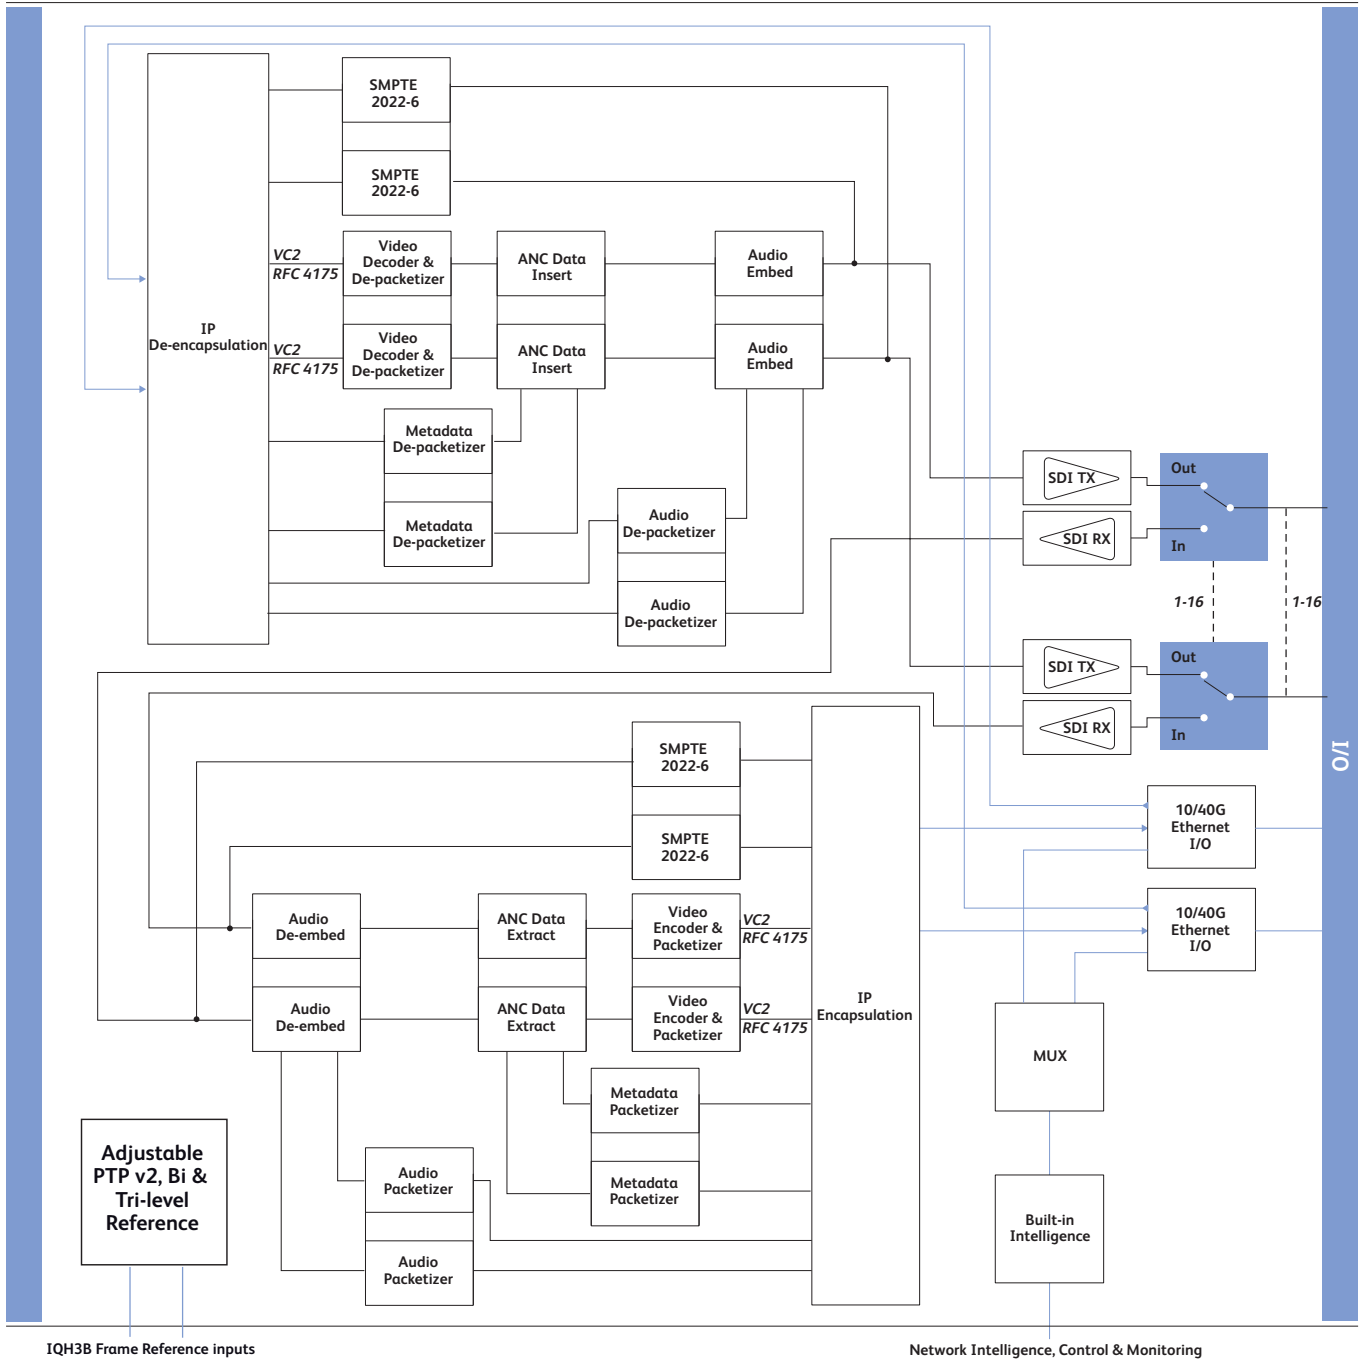 SMPTE
2022-6
SMPTE
2022-6
VC2
RFC 4175
Video
Decoder &
De-packetizer
ANC Data
Insert
Audio
Embed
IP
De-encapsulation
VC2
RFC 4175
Video
Decoder &
De-packetizer
ANC Data
Insert
Audio
Embed
Metadata
De-packetizer
Metadata
De-packetizer
Audio
De-packetizer
Audio
De-packetizer
SDI TX
Out
SDI RX
In
1-16
1-16
SDI TX
Out
SDI RX
In
I/O
SMPTE
2022-6
SMPTE
2022-6
10/40G
Ethernet
I/O
10/40G
Ethernet
I/O
Audio
De-embed
ANC Data
Extract
Video
Encoder &
Packetizer
VC2
RFC 4175
Audio
De-embed
ANC Data
Extract
Video
Encoder &
Packetizer
VC2
RFC 4175
IP
Encapsulation
MUX
Metadata
Packetizer
Metadata
Packetizer
Audio
Packetizer
Audio
Packetizer
Adjustable
PTP v2, Bi &
Tri-level
Reference
Built-in
Intelligence
IQH3B Frame Reference inputs
Network Intelligence, Control & Monitoring